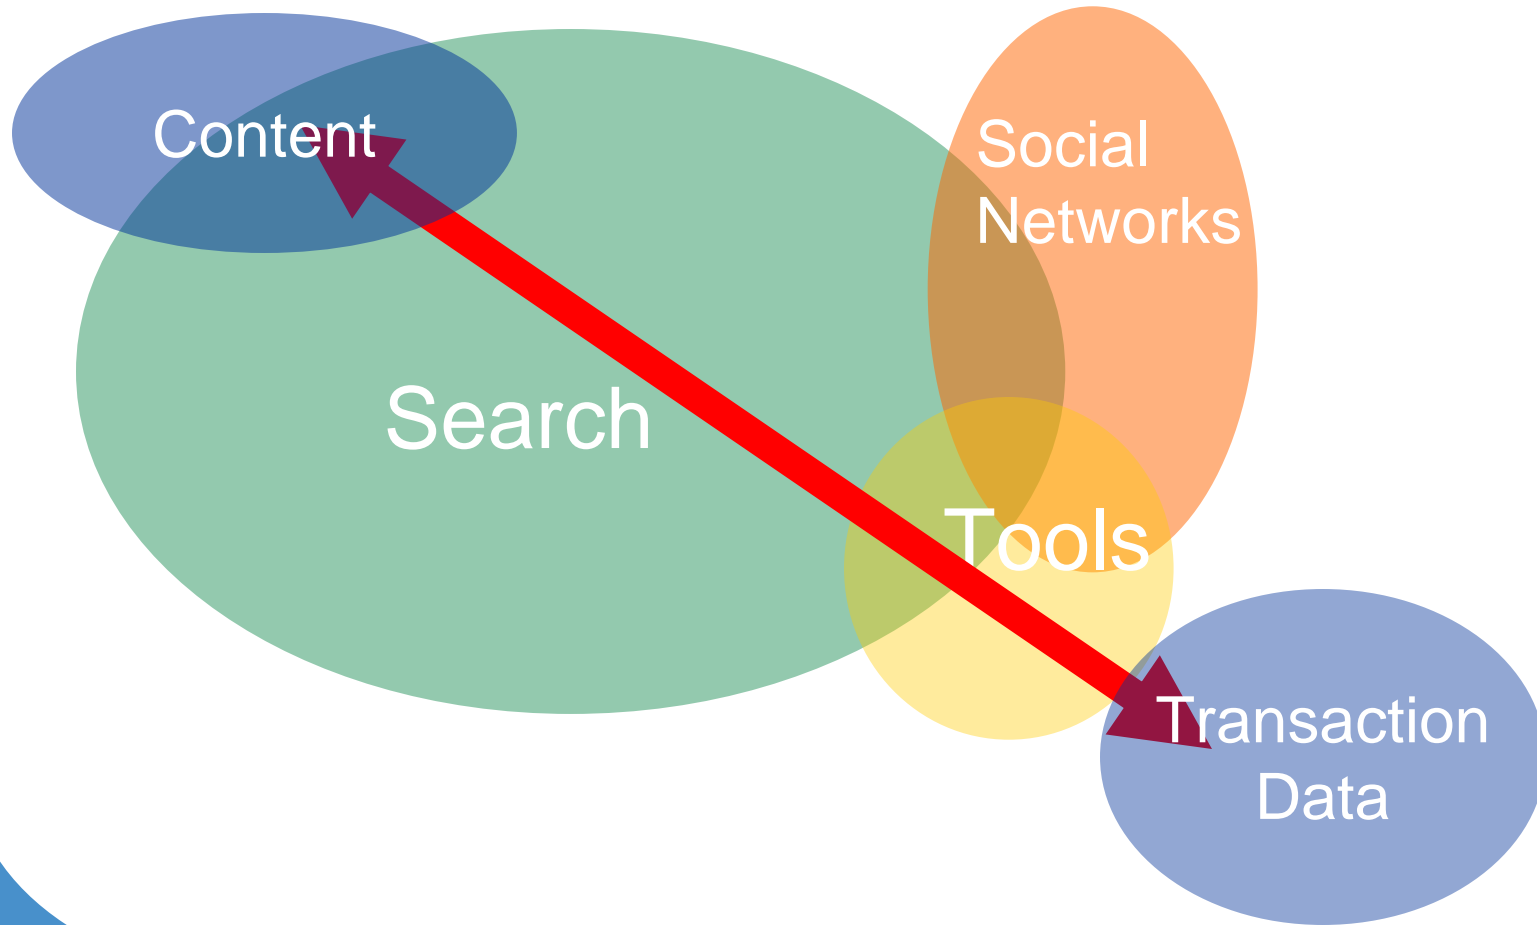 Content
Social
Networks
Search
Tools
Transaction
Data